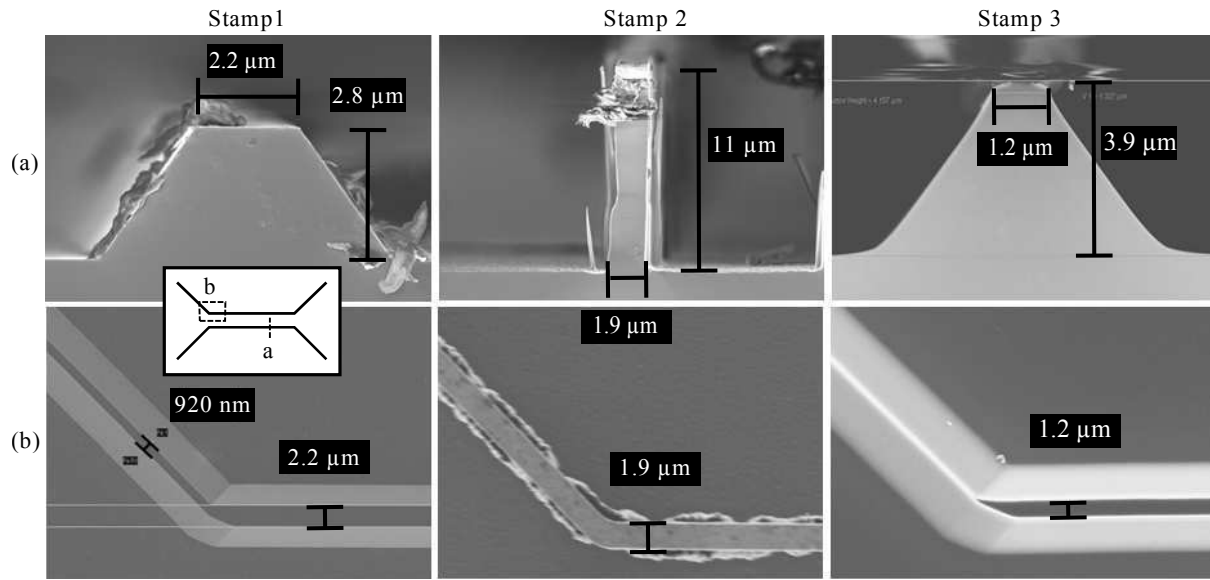 Stamp1
Stamp 2
Stamp 3
(a)
2.2 µm
2.8 µm
11 µm
1.9 µm
1.2 µm
3.9 µm
b
a
(b)
920 nm
2.2 µm
1.9 µm
1.2 µm